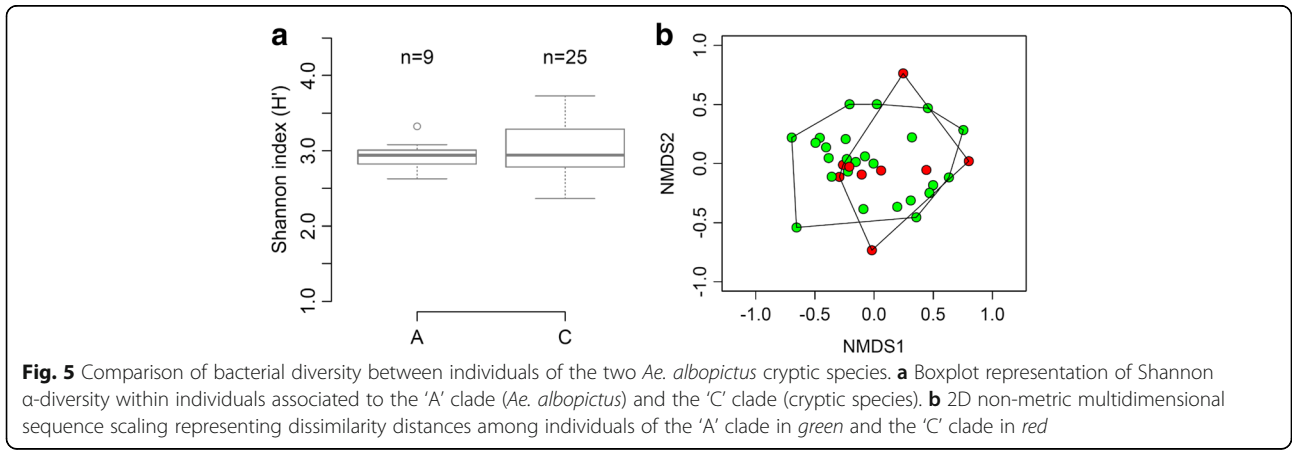 a
b
n=9
n=25
Shannon index (H')
4.0
3.0
2.0
1.0
A
C
NMDS2
1.0
0.5
0.0
-0.5
-1.0
-1.0
-0.5
0.0
0.5
1.0
NMDS1
Fig. 5 Comparison of bacterial diversity between individuals of the two Ae. albopictus cryptic species. a Boxplot representation of Shannon
α-diversity within individuals associated to the ‘A’ clade (Ae. albopictus) and the ‘C’ clade (cryptic species). b 2D non-metric multidimensional
sequence scaling representing dissimilarity distances among individuals of the ‘A’ clade in green and the ‘C’ clade in red